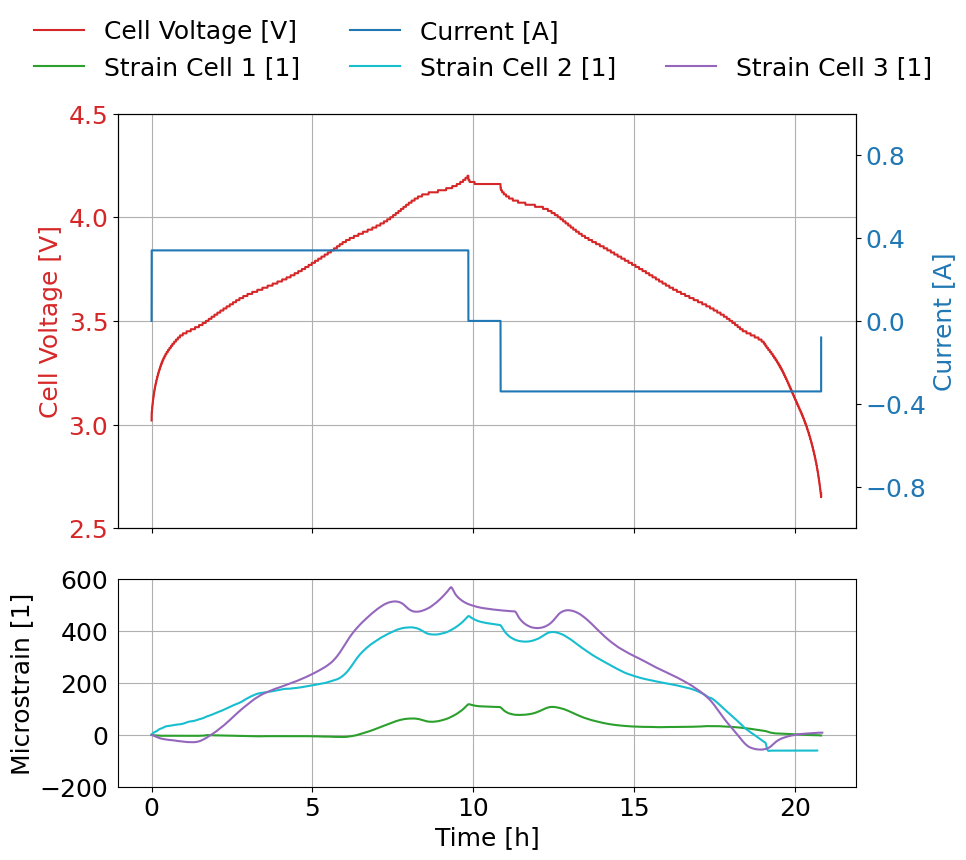 Cell Voltage [V]
Current [A]
Strain Cell 1 [1]
Strain Cell 2 [1]
Strain Cell 3 [1]
4.5
4.0
3.5
3.0
2.5
Cell Voltage [V]
0.8
0.4
0.0
−0.4
−0.8
Current [A]
600
400
200
0
−200
Microstrain [1]
0
5
10
15
20
Time [h]